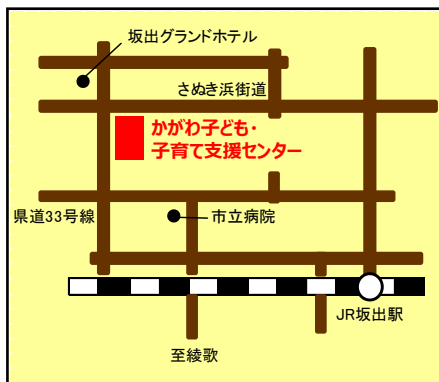 坂出グランドホテル
さぬき浜街道
かがわ子ども・
子育て支援センター
県道33号線
市立病院
JR坂出駅
至綾歌